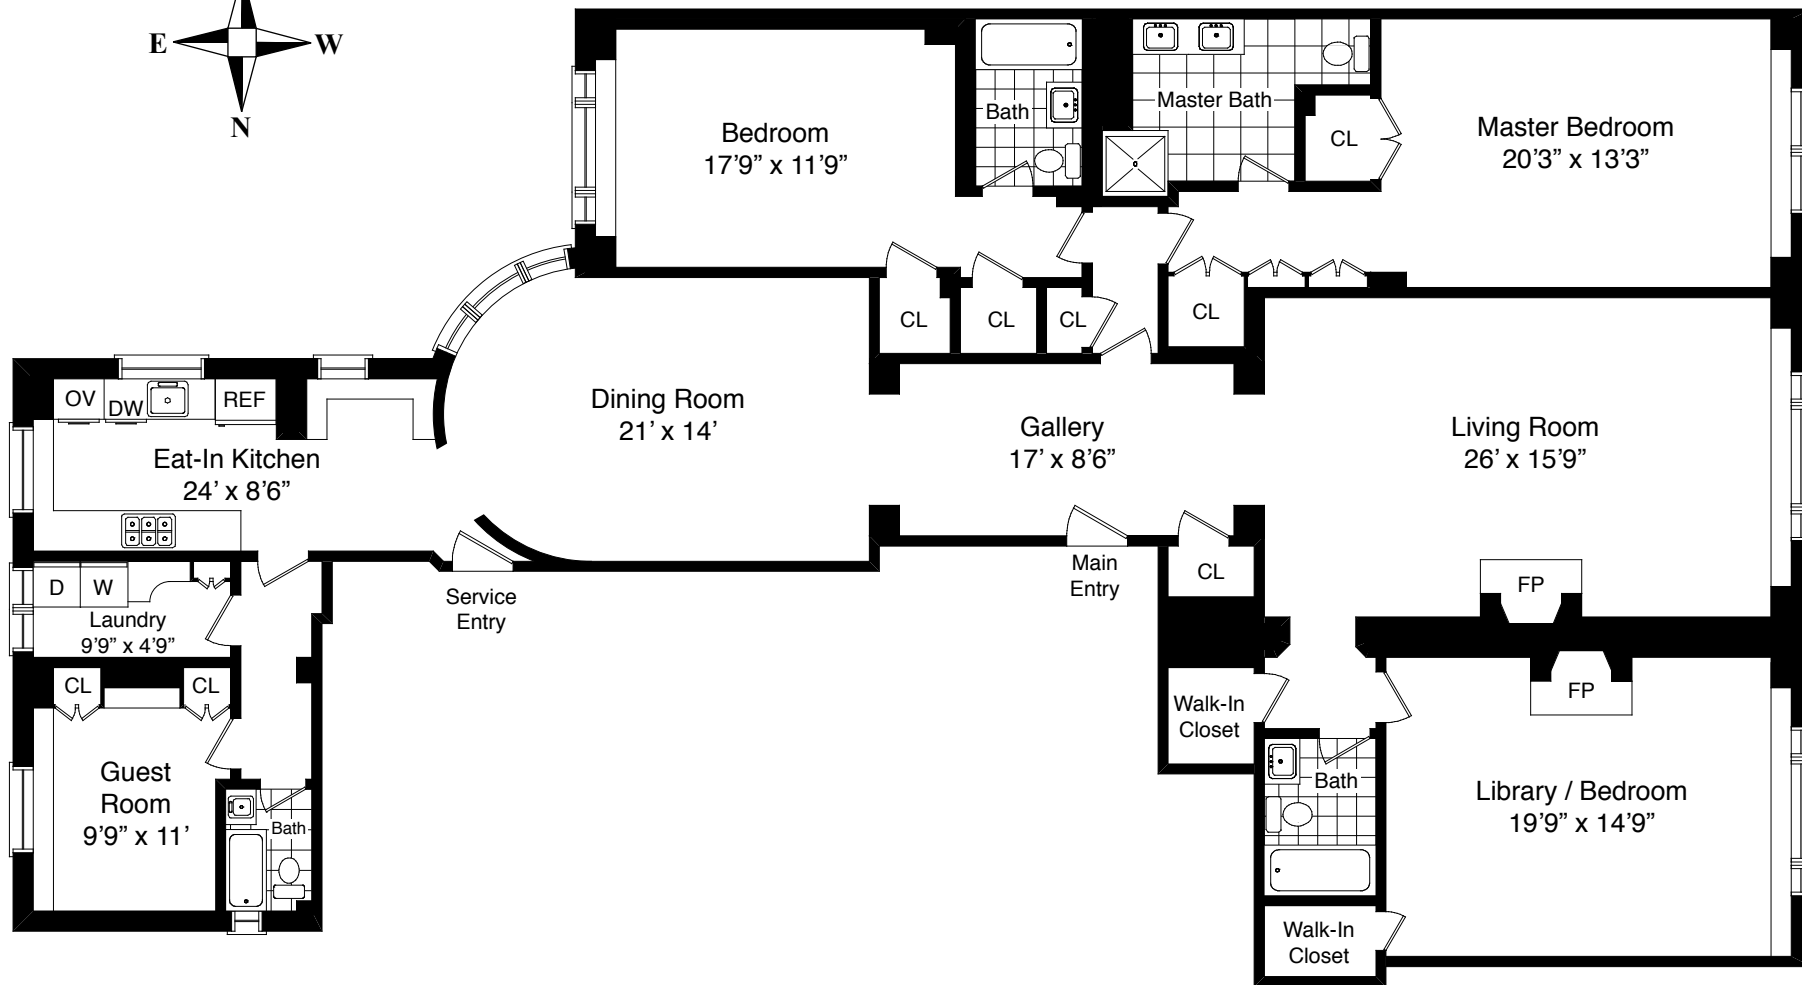 E
W
N
Bedroom
17’9” x 11’9”
Bath
Master Bath
CL
Master Bedroom
20’3” x 13’3”
CL
CL
CL
CL
OV
DW
REF
Eat-In Kitchen
24’ x 8’6”
Dining Room
21’ x 14’
Gallery
17’ x 8’6”
Living Room
26’ x 15’9”
Service
Entry
Main
Entry
CL
FP
D
W
Laundry
9’9” x 4’9”
CL
CL
Guest
Room
9’9” x 11’
Bath
Walk-In
Closet
Bath
FP
Library / Bedroom
19’9” x 14’9”
Walk-In
Closet